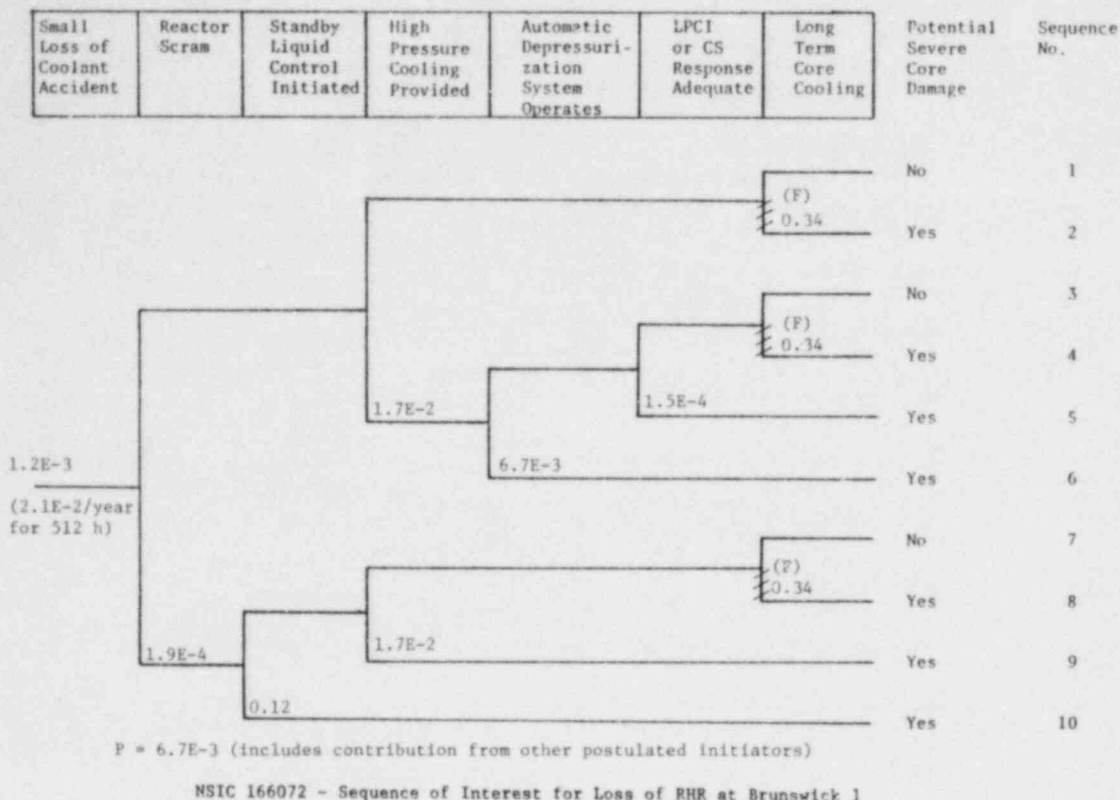 Small
Loss of
Coolant
Accident
Reactor
Scram
Standby
Liquid
Control
Initiated
High
Pressure
Cooling
Provided
Automatic
Depressuri-
zation
System
Operates
LPCI
or CS
Response
Adequate
Long
Term
Core
Cooling
Potential
Severe
Core
Damage
Sequence
No.
No 1
(F)
0.34
Yes 2
No 3
(F)
0.34
Yes 4
1.7E-2
1.5E-4
Yes 5
1.2E-3
6.7E-3
Yes 6
(2.1E-2/year
for 512 h)
No 7
(F)
0.34
Yes 8
1.9E-4
1.7E-2
Yes 9
0.12
Yes 10
P = 6.7E-3 (includes contribution from other postulated initiators)
NSIC 166072 - Sequence of Interest for Loss of RHR at Brunswick 1